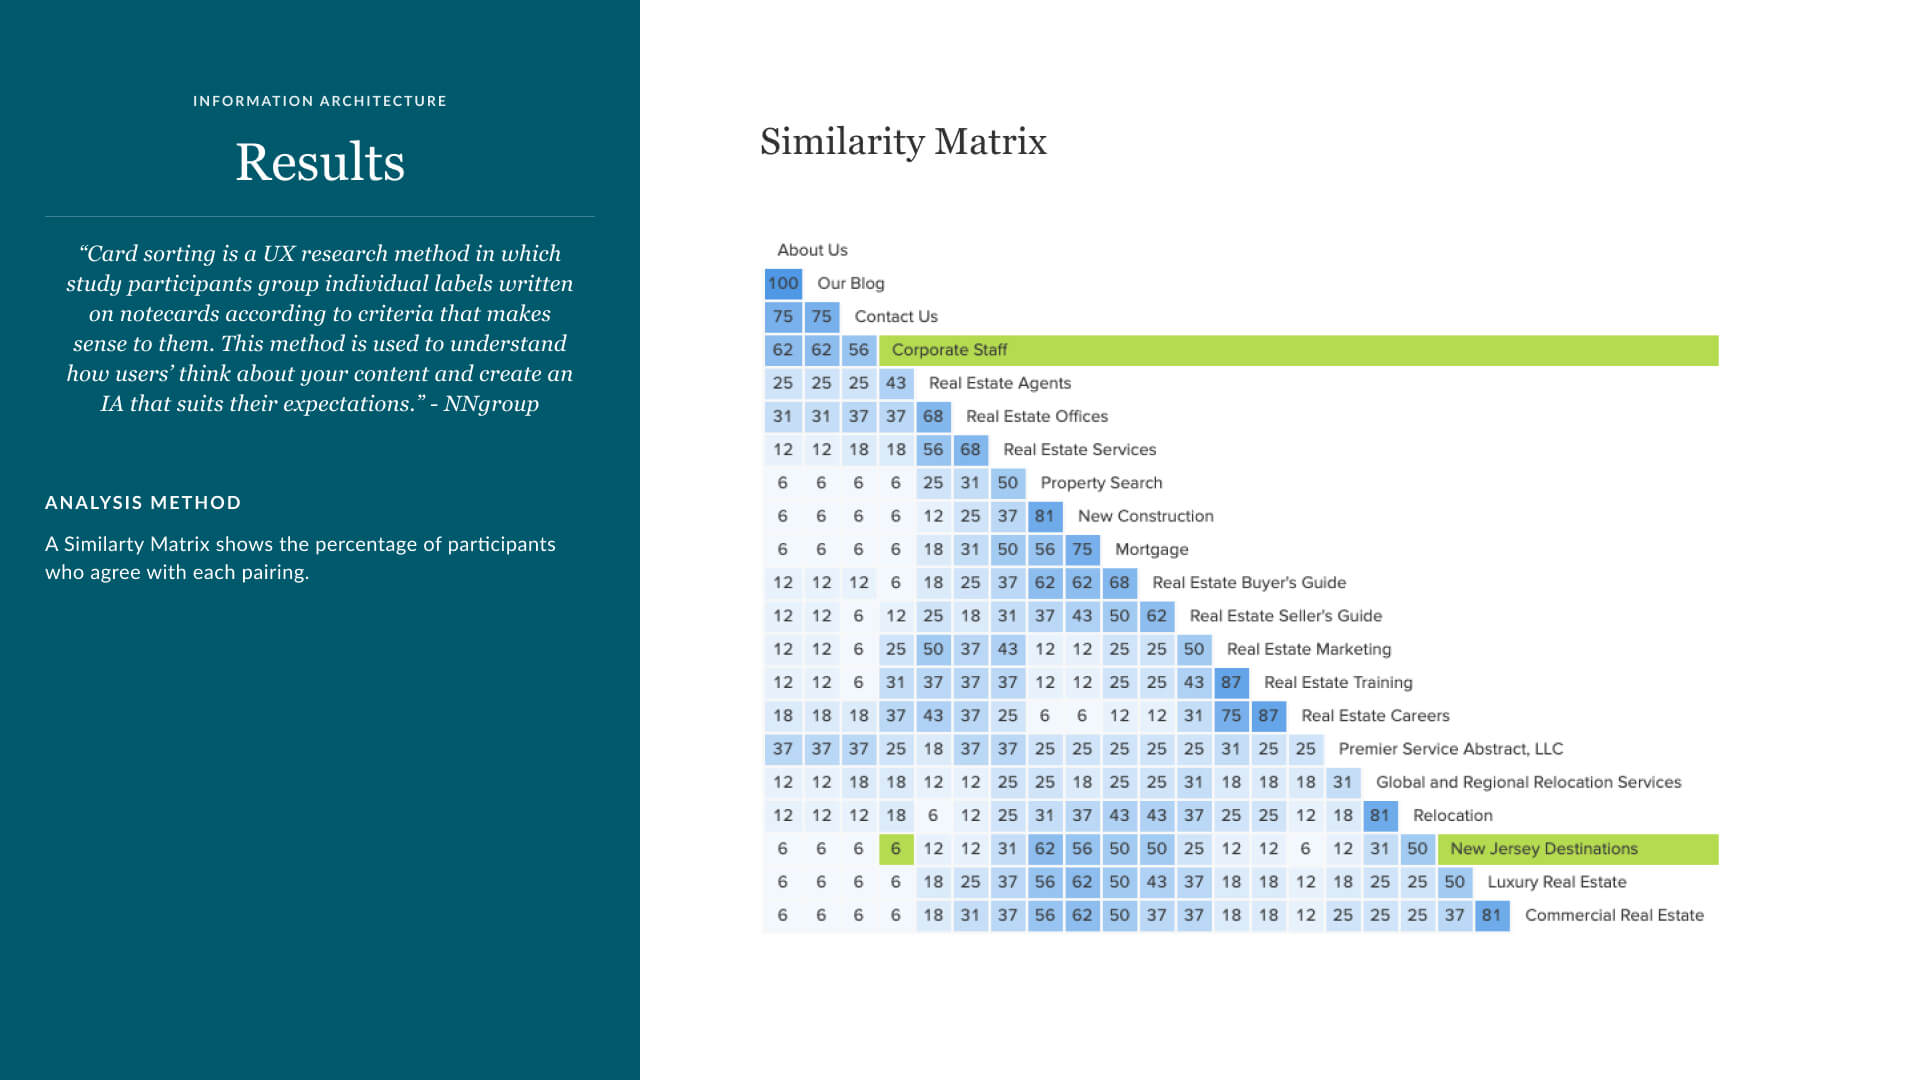 INFORMATION ARCHITECTURE
Results
“Card sorting is a UX research method in which
study participants group individual labels written
on notecards according to criteria that makes
sense to them. This method is used to understand
how users’ think about your content and create an
IA that suits their expectations.” - NNgroup
ANALYSIS METHOD
A Similarty Matrix shows the percentage of participants
who agree with each pairing.
Similarity Matrix
About Us
100 Our Blog
75 75 Contact Us
62 62 56 Corporate Staff
25 25 25 43 Real Estate Agents
31 31 37 37 68 Real Estate Offices
12 12 18 18 56 68 Real Estate Services
6 6 6 6 25 31 50 Property Search
6 6 6 6 12 25 37 81 New Construction
6 6 6 6 18 31 50 56 75 Mortgage
12 12 12 6 18 25 37 62 62 68 Real Estate Buyer's Guide
12 12 6 12 25 18 31 37 43 50 62 Real Estate Seller's Guide
12 12 6 25 50 37 43 12 12 25 25 50 Real Estate Marketing
12 12 6 31 37 37 37 12 12 25 25 43 87 Real Estate Training
18 18 18 37 43 37 25 6 6 12 12 31 75 87 Real Estate Careers
37 37 37 25 18 37 37 25 25 25 25 25 31 25 25 Premier Service Abstract, LLC
12 12 18 18 12 12 25 25 18 25 25 31 18 18 18 31 Global and Regional Relocation Services
12 12 12 18 6 12 25 31 37 43 43 37 25 25 12 18 81 Relocation
6 6 6 6 12 12 31 62 56 50 50 25 12 12 6 12 31 50 New Jersey Destinations
6 6 6 6 18 25 37 56 62 50 43 37 18 18 12 18 25 25 50 Luxury Real Estate
6 6 6 6 18 31 37 56 62 50 37 37 18 18 12 25 25 25 37 81 Commercial Real Estate